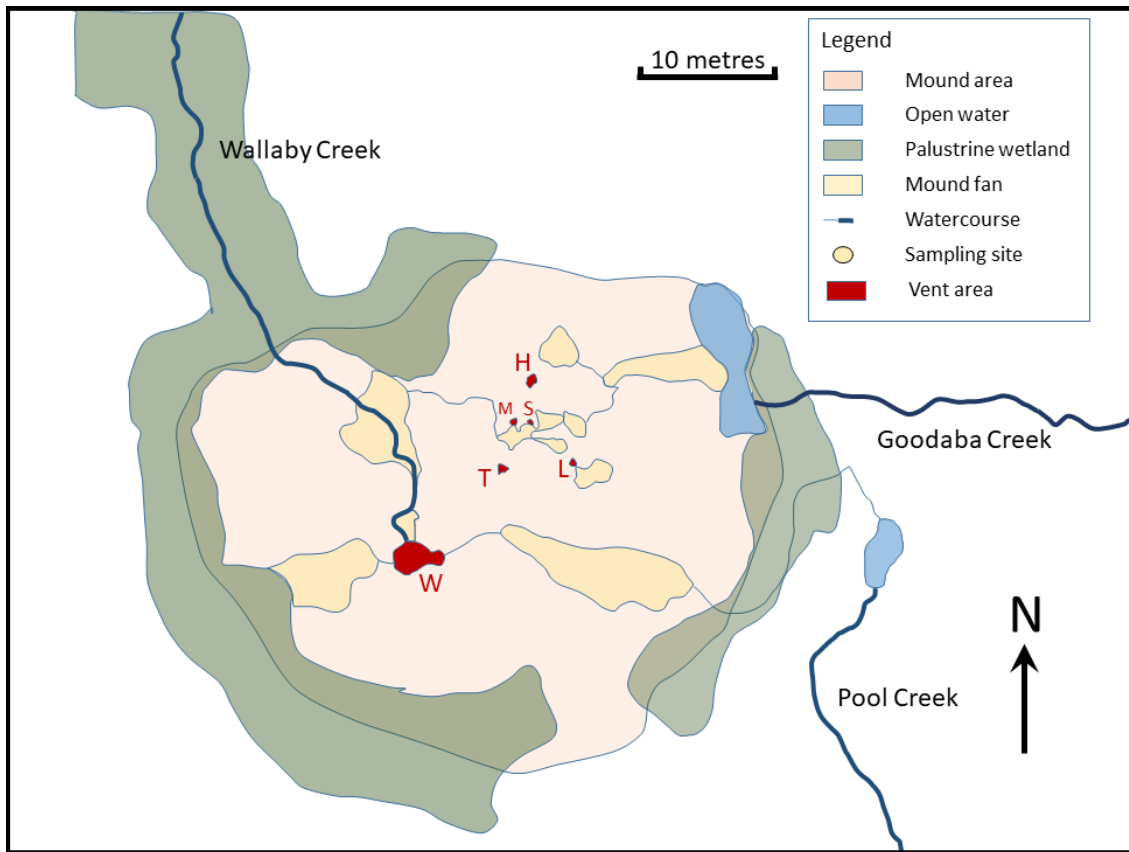 Legend
10 metres
Mound area
Open water
Wallaby Creek
Palustrine wetland
Mound fan
Watercourse
Sampling site
Vent area
H
M S
Goodaba Creek
T L
W
N
Pool Creek